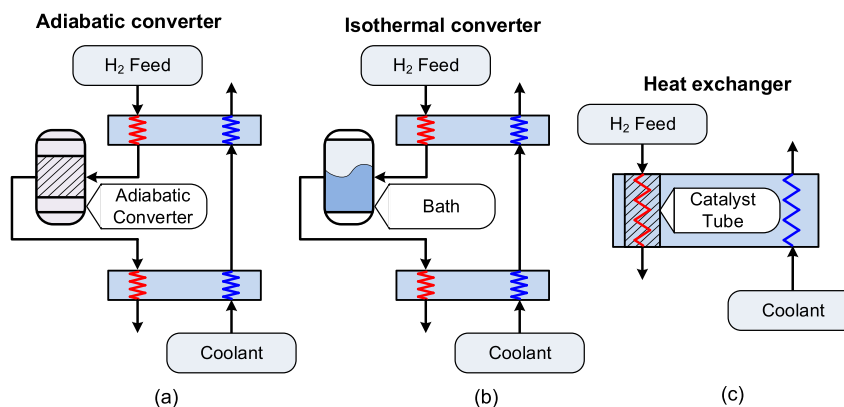 Adiabatic converter
H₂ Feed
Adiabatic
Converter
Coolant
(a)
Isothermal converter
H₂ Feed
Bath
Coolant
(b)
Heat exchanger
H₂ Feed
Catalyst
Tube
Coolant
(c)